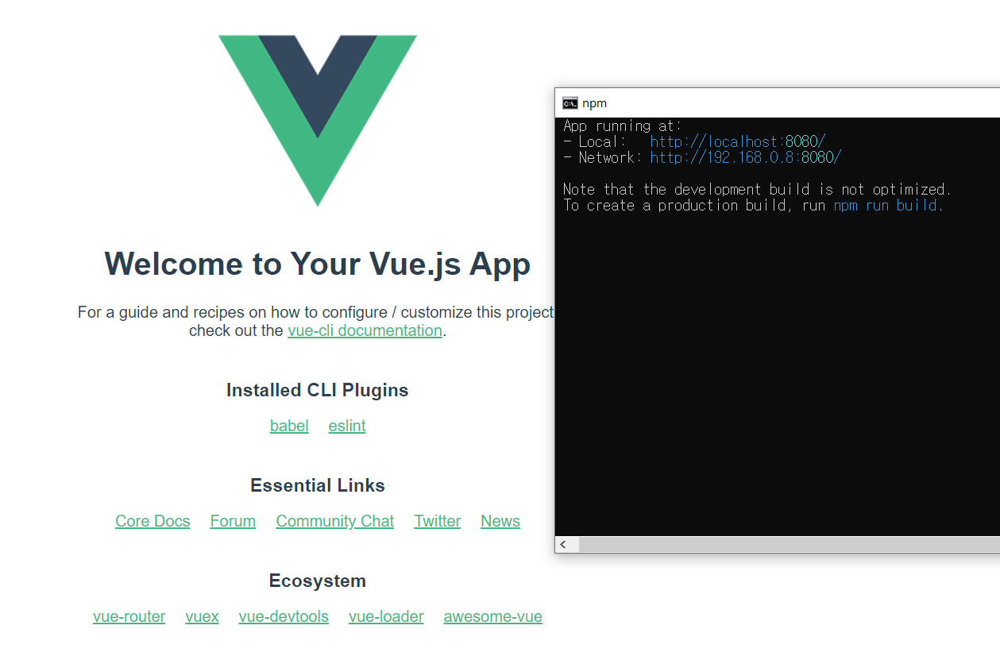 Welcome to Your Vue.js App
For a guide and recipes on how to configure / customize this project
check out the vue-cli documentation.
Installed CLI Plugins
babel eslint
Essential Links
Core Docs Forum Community Chat Twitter News
Ecosystem
vue-router vuex vue-devtools vue-loader awesome-vue
C:\. npm
App running at:
- Local: http://localhost:8080/
- Network: http://192.168.0.8:8080/
Note that the development build is not optimized.
To create a production build, run npm run build.